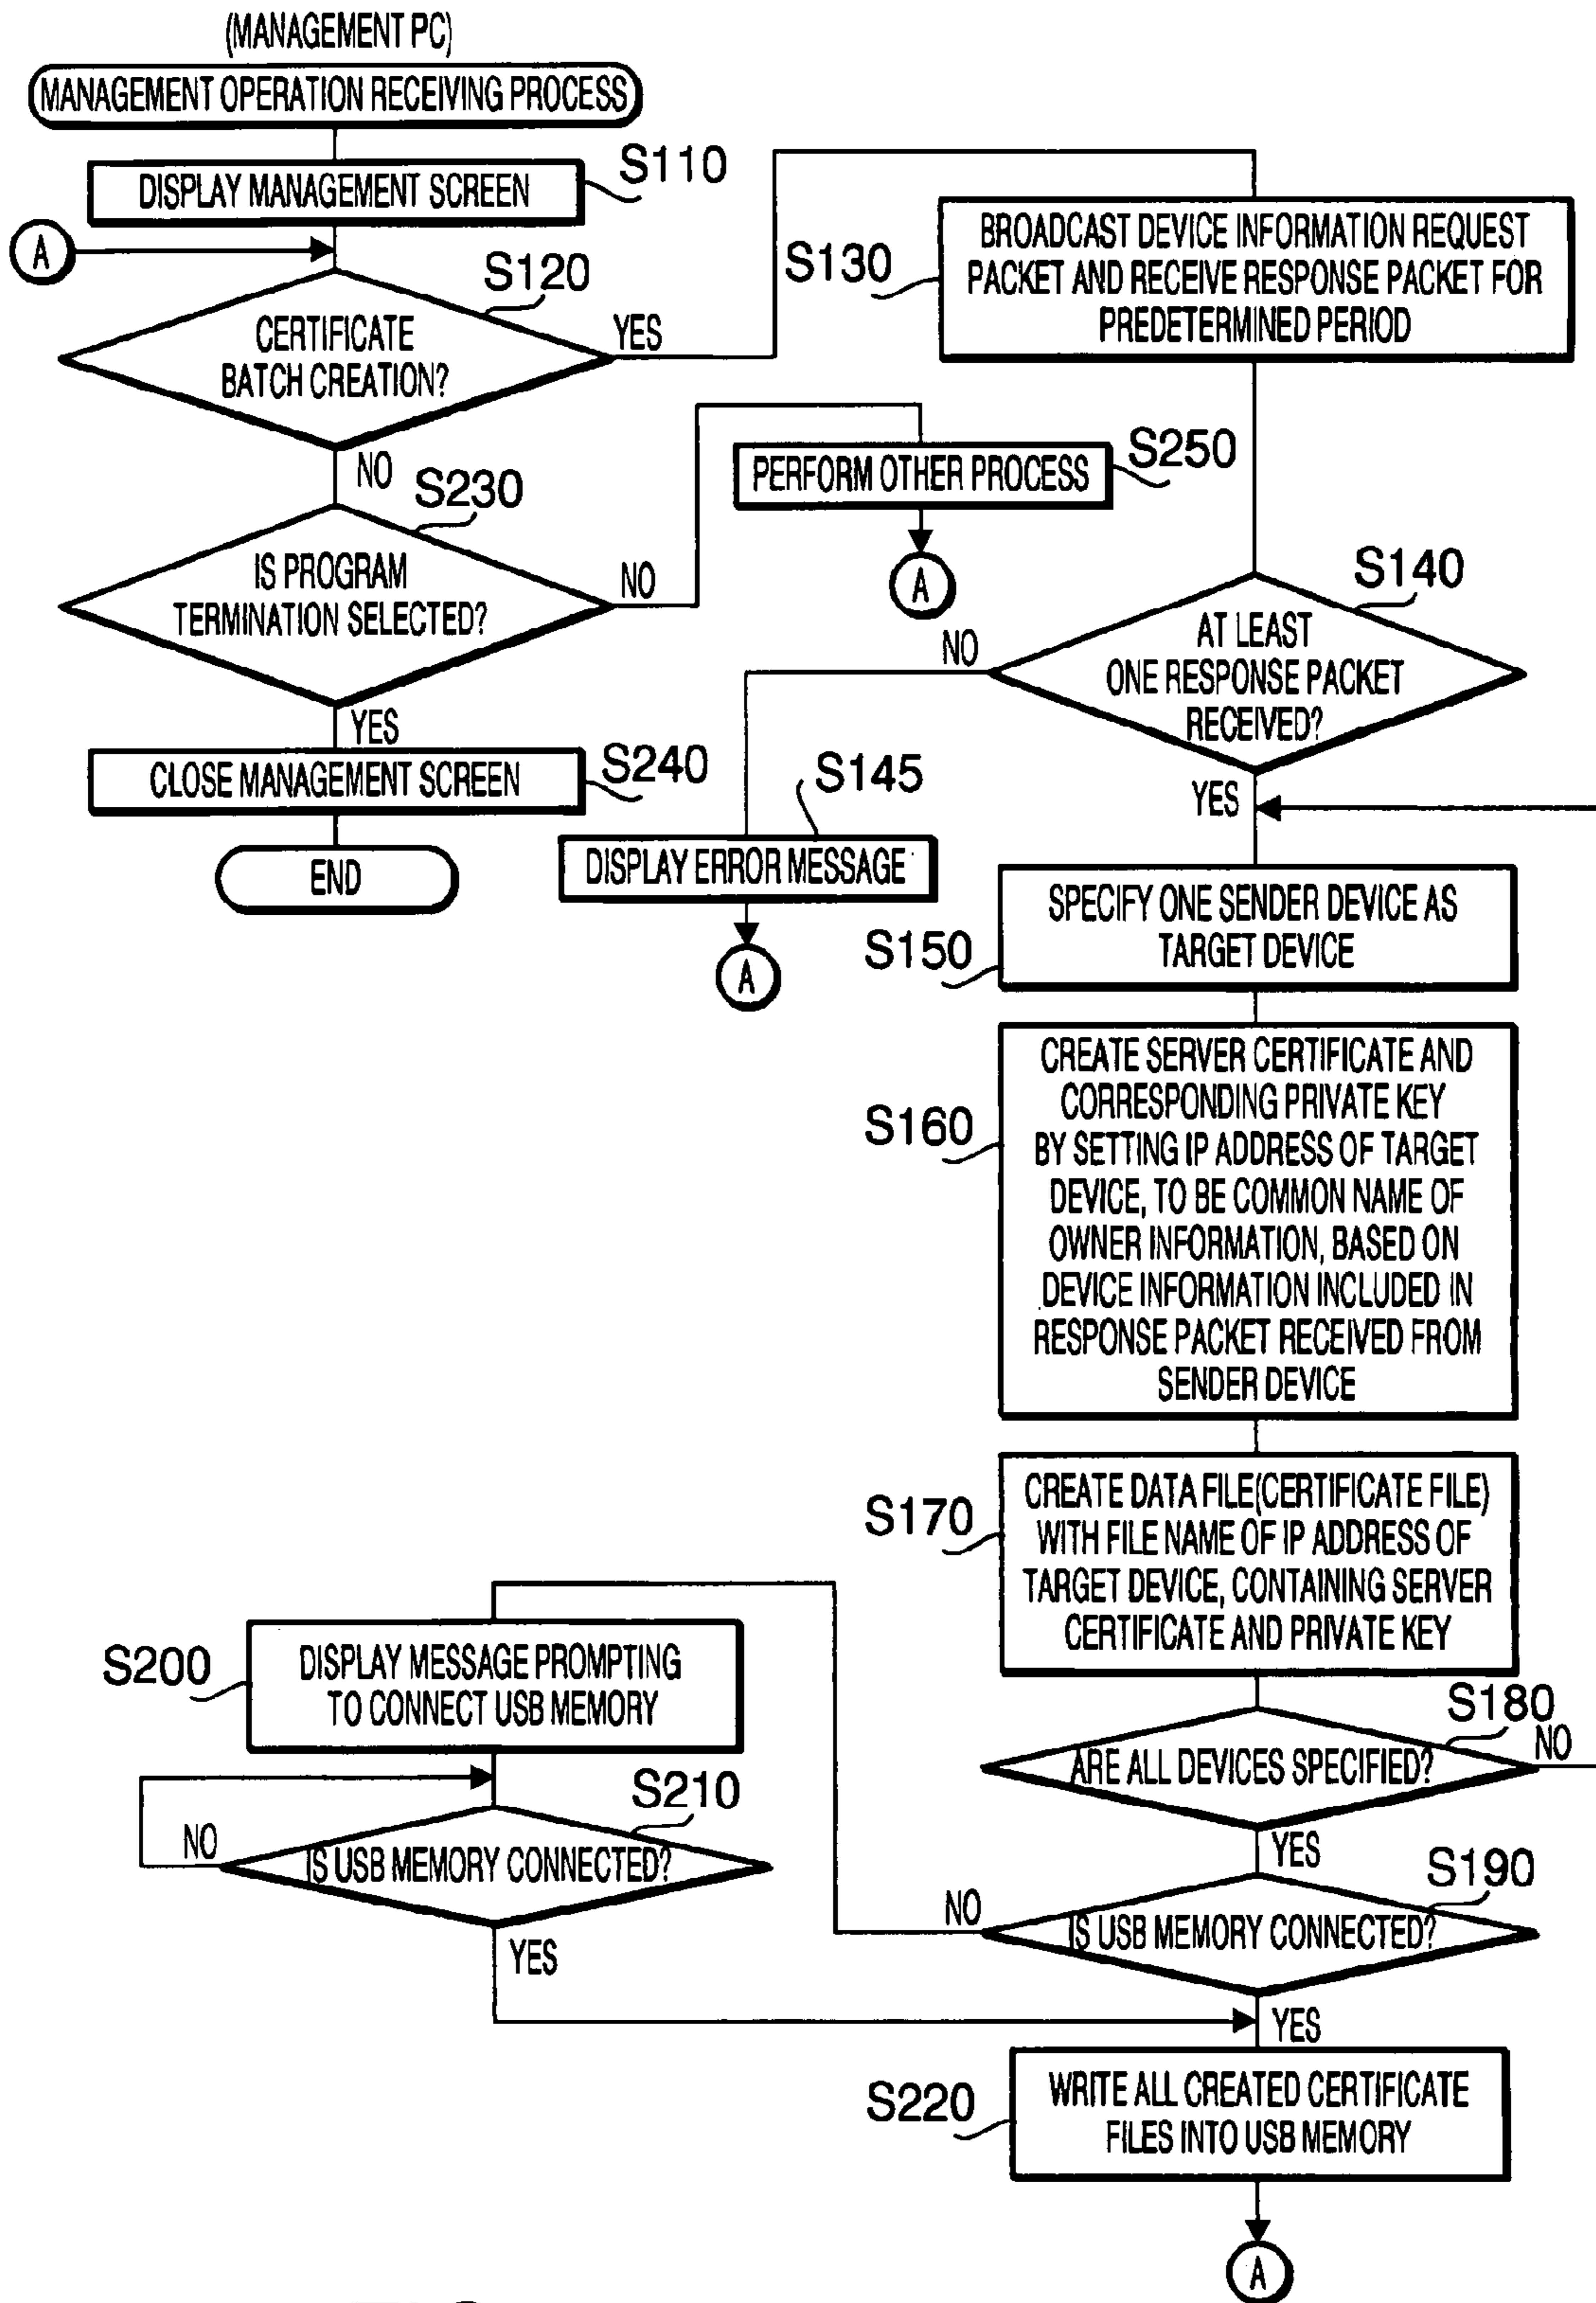 (MANAGEMENT PC)
MANAGEMENT OPERATION RECEIVING PROCESS
DISPLAY MANAGEMENT SCREEN
S110
A
S120
CERTIFICATE
BATCH CREATION?
YES
NO
S130
BROADCAST DEVICE INFORMATION REQUEST
PACKET AND RECEIVE RESPONSE PACKET FOR
PREDETERMINED PERIOD
S230
IS PROGRAM
TERMINATION SELECTED?
NO
YES
PERFORM OTHER PROCESS
S250
A
CLOSE MANAGEMENT SCREEN
S240
END
S140
AT LEAST
ONE RESPONSE PACKET
RECEIVED?
NO
YES
S145
DISPLAY ERROR MESSAGE
A
S150
SPECIFY ONE SENDER DEVICE AS
TARGET DEVICE
S160
CREATE SERVER CERTIFICATE AND
CORRESPONDING PRIVATE KEY
BY SETTING IP ADDRESS OF TARGET
DEVICE, TO BE COMMON NAME OF
OWNER INFORMATION, BASED ON
DEVICE INFORMATION INCLUDED IN
RESPONSE PACKET RECEIVED FROM
SENDER DEVICE
S170
CREATE DATA FILE(CERTIFICATE FILE)
WITH FILE NAME OF IP ADDRESS OF
TARGET DEVICE, CONTAINING SERVER
CERTIFICATE AND PRIVATE KEY
S180
ARE ALL DEVICES SPECIFIED?
NO
YES
S190
IS USB MEMORY CONNECTED?
NO
YES
S200
DISPLAY MESSAGE PROMPTING
TO CONNECT USB MEMORY
S210
IS USB MEMORY CONNECTED?
NO
YES
S220
WRITE ALL CREATED CERTIFICATE
FILES INTO USB MEMORY
A